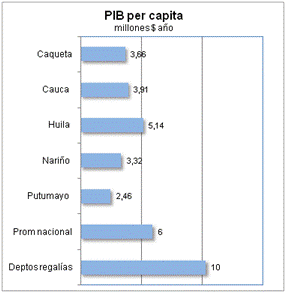 PIB per capita
millones $ año
Caqueta 3,66
Cauca 3,91
Huila 5,14
Nariño 3,32
Putumayo 2,46
Prom nacional 6
Deptos regalías 10